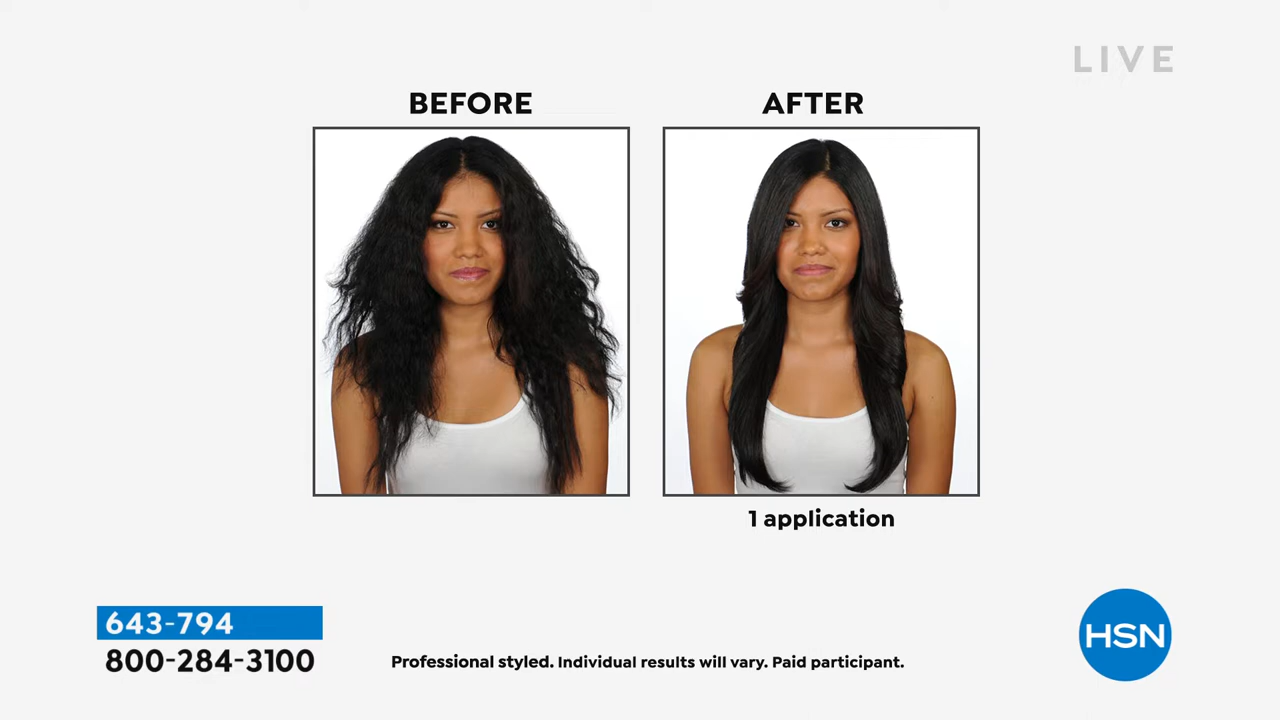 LIVE
BEFORE
AFTER
1 application
643-794
800-284-3100
Professional styled. Individual results will vary. Paid participant.
HSN